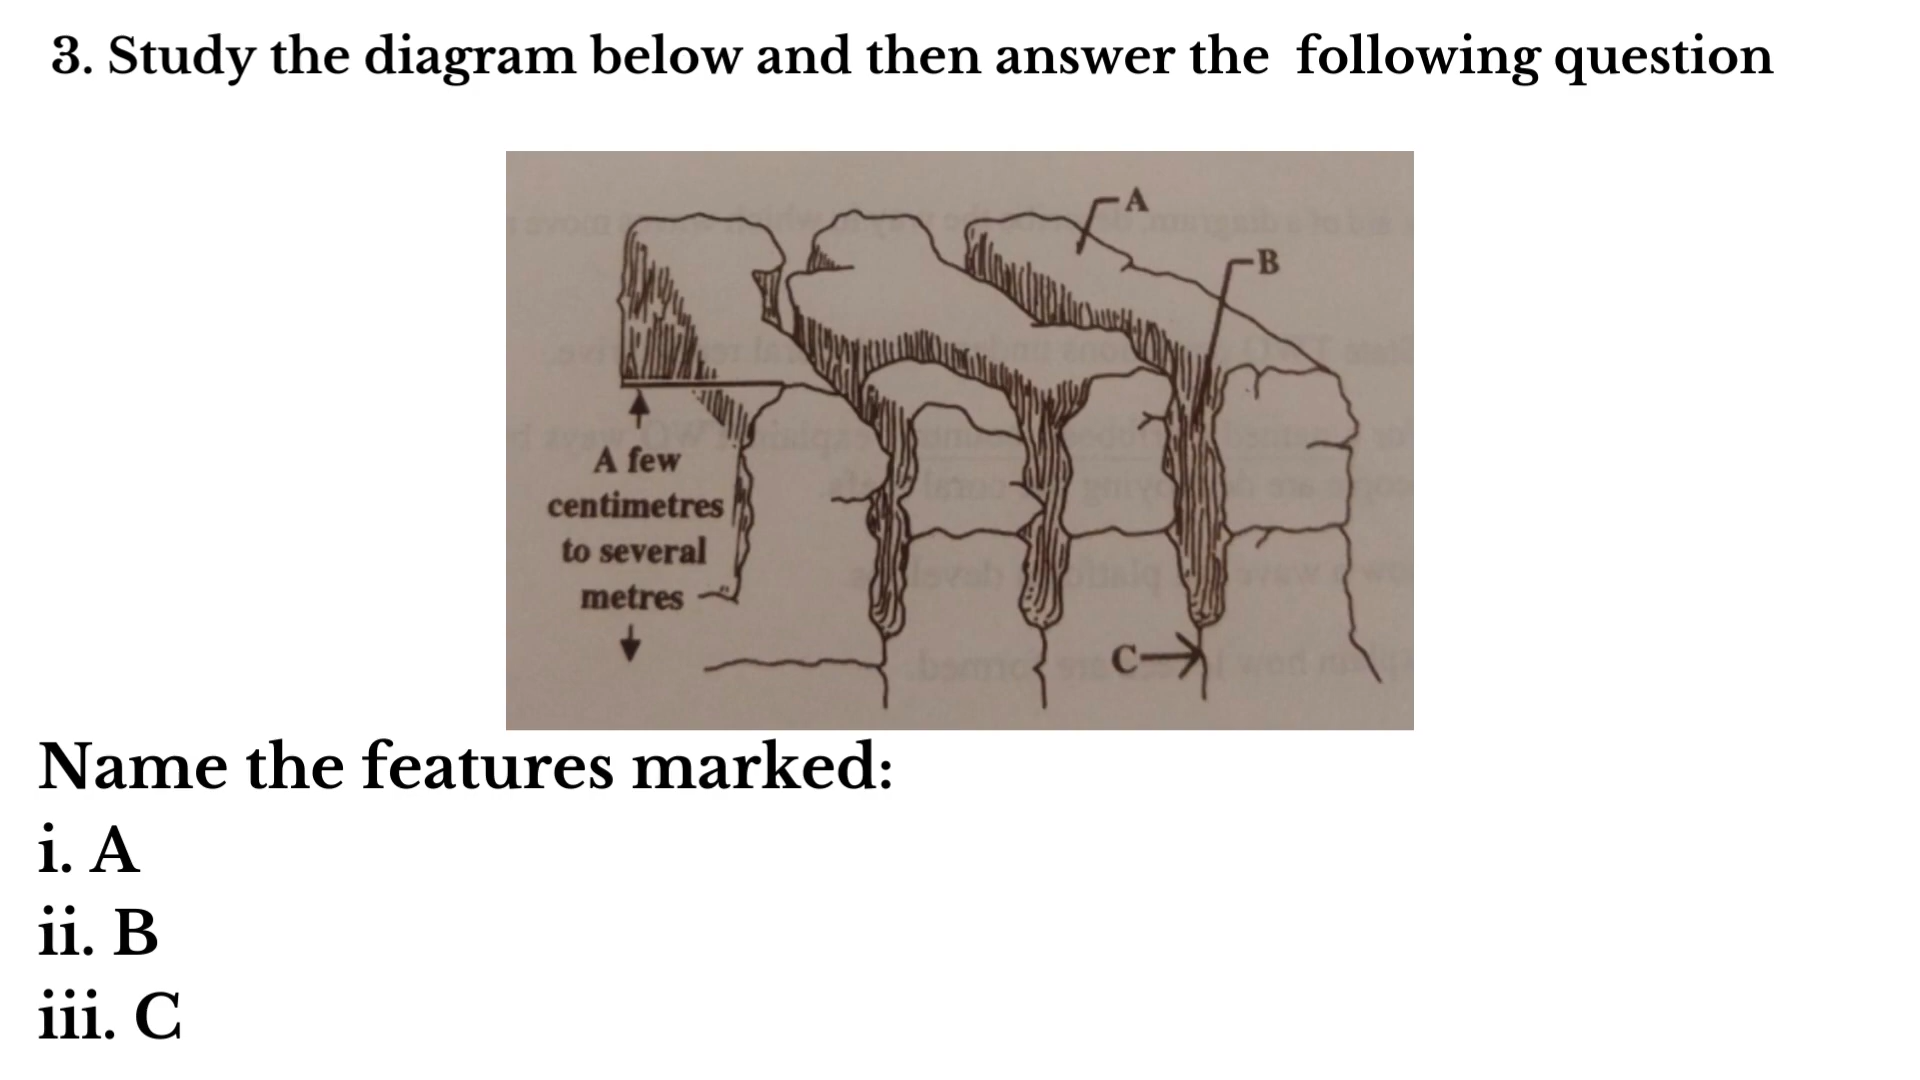 3. Study the diagram below and then answer the following question
A
B
A few
centimetres
to several
metres
C
Name the features marked:
i. A
ii. B
iii. C